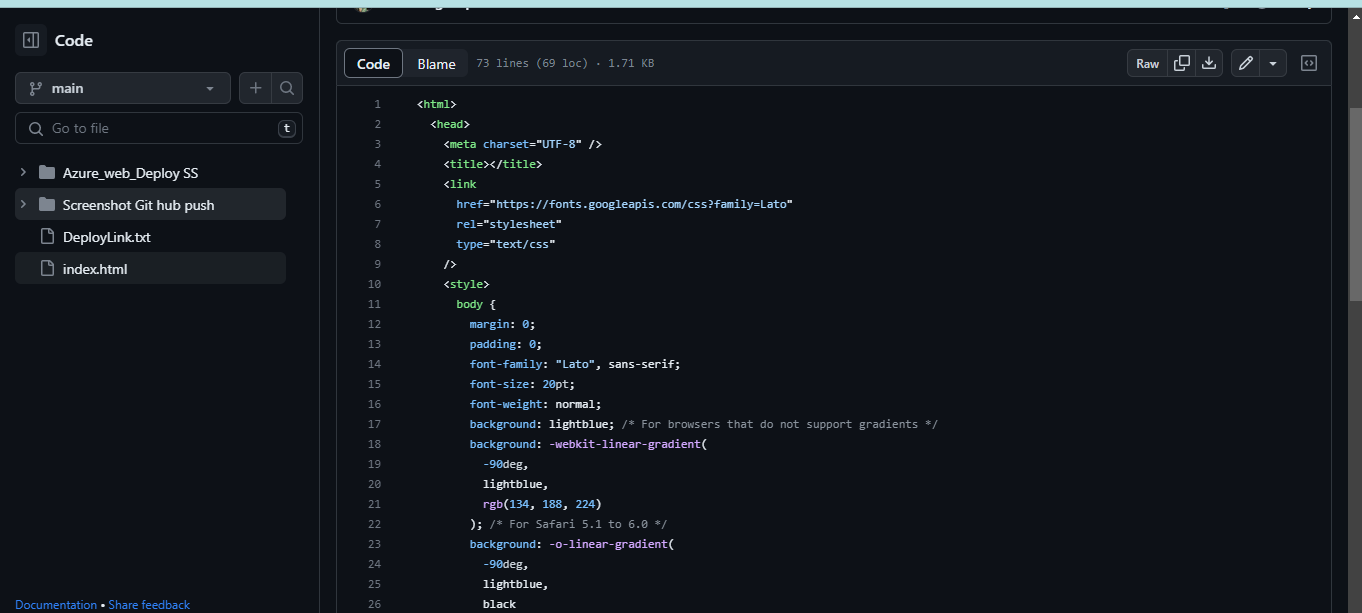 Code
main
Go to file
t
Azure_web_Deploy SS
Screenshot Git hub push
DeployLink.txt
index.html
Documentation • Share feedback
Code Blame 73 lines (69 loc) · 1.71 KB Raw
1 <html>
2 <head>
3 <meta charset="UTF-8" />
4 <title></title>
5 <link
6 href="https://fonts.googleapis.com/css?family=Lato"
7 rel="stylesheet"
8 type="text/css"
9 />
10 <style>
11 body {
12 margin: 0;
13 padding: 0;
14 font-family: "Lato", sans-serif;
15 font-size: 20pt;
16 font-weight: normal;
17 background: lightblue; /* For browsers that do not support gradients */
18 background: -webkit-linear-gradient(
19 -90deg,
20 lightblue,
21 rgb(134, 188, 224)
22 ); /* For Safari 5.1 to 6.0 */
23 background: -o-linear-gradient(
24 -90deg,
25 lightblue,
26 black